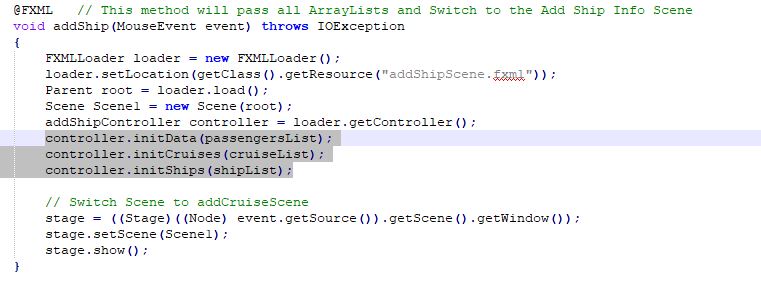 @FXML   // This method will pass all ArrayLists and Switch to the Add Ship Info Scene
void addShip(MouseEvent event) throws IOException
{
    FXMLLoader loader = new FXMLLoader();
    loader.setLocation(getClass().getResource("addShipScene.fxml"));
    Parent root = loader.load();
    Scene Scene1 = new Scene(root);
    addShipController controller = loader.getController();
    controller.initData(passengersList);
    controller.initCruises(cruiseList);
    controller.initShips(shipList);

    // Switch Scene to addCruiseScene
    stage = ((Stage)((Node) event.getSource()).getScene().getWindow());
    stage.setScene(Scene1);
    stage.show();
}